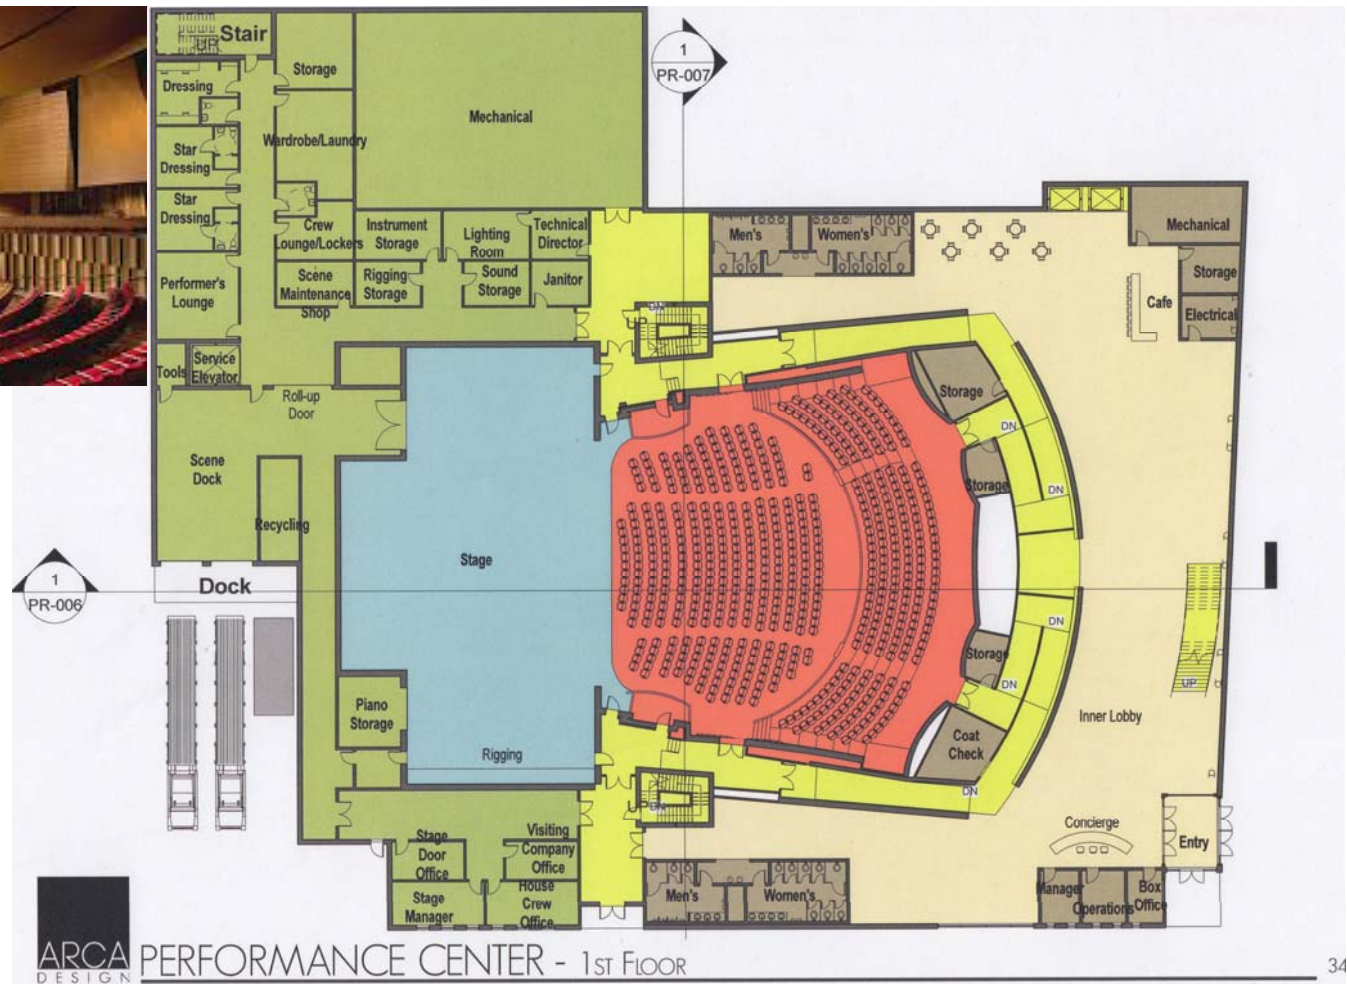 Stair
UP
1
PR-007
Storage
Dressing
Mechanical
Wardrobe/Laundry
Star
Dressing
Star
Dressing
Crew
Lounge/Lockers
Instrument
Storage
Lighting
Room
Technical
Director
Men's
Women's
Mechanical
Performer's
Lounge
Scene
Maintenance
Shop
Rigging
Storage
Sound
Storage
Janitor
Storage
Cafe
Electrical
DN
UP
Tools
Service
Elevator
Roll-up
Door
Storage
DN
Scene
Dock
Storage
DN
Recycling
Stage
1
PR-006
Dock
DN
Storage
DN
UP
Piano
Storage
Inner Lobby
Coat
Check
Rigging
DN
UP
DN
Concierge
Entry
Stage
Door
Office
Visiting
Company
Office
Stage
Manager
House
Crew
Office
Men's
Women's
Manager
Operations
Box
Office
ARCA
DESIGN
PERFORMANCE CENTER - 1ST FLOOR
34